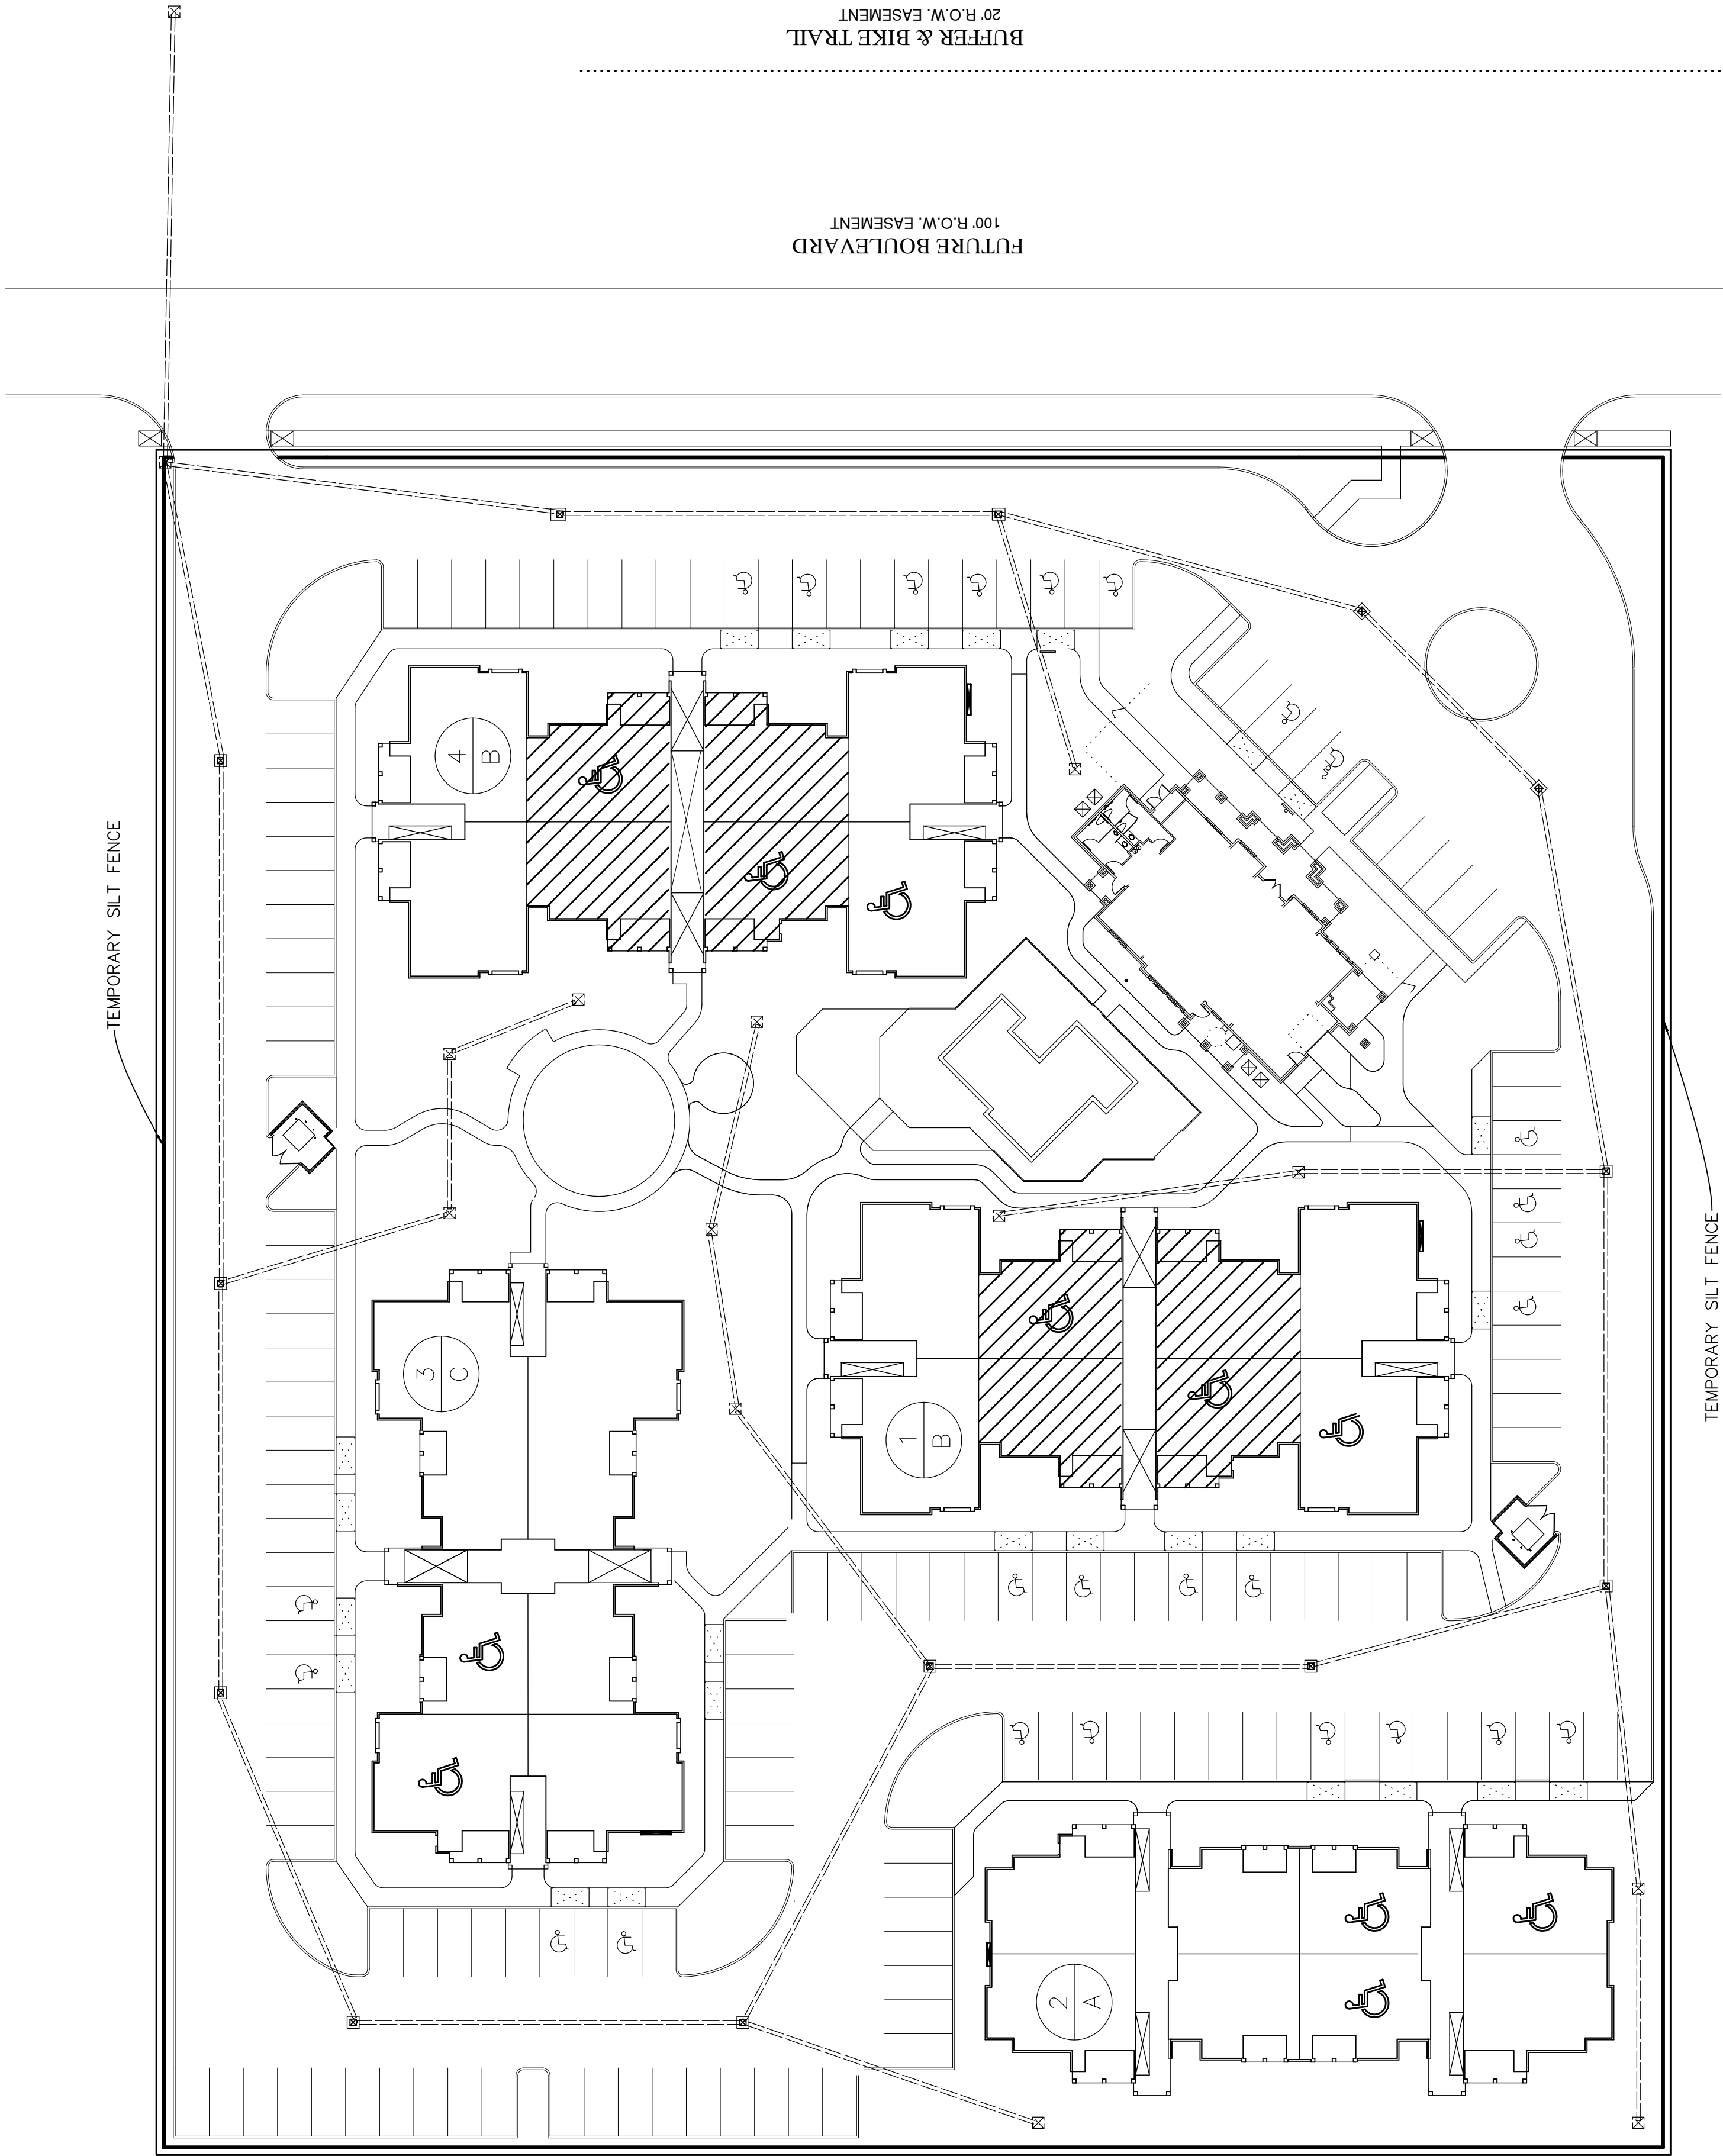 BUFFER & BIKE TRAIL
20' R.O.W. EASEMENT
FUTURE BOULEVARD
100' R.O.W. EASEMENT
TEMPORARY SILT FENCE
4
B
3
C
1
B
2
A
TEMPORARY SILT FENCE